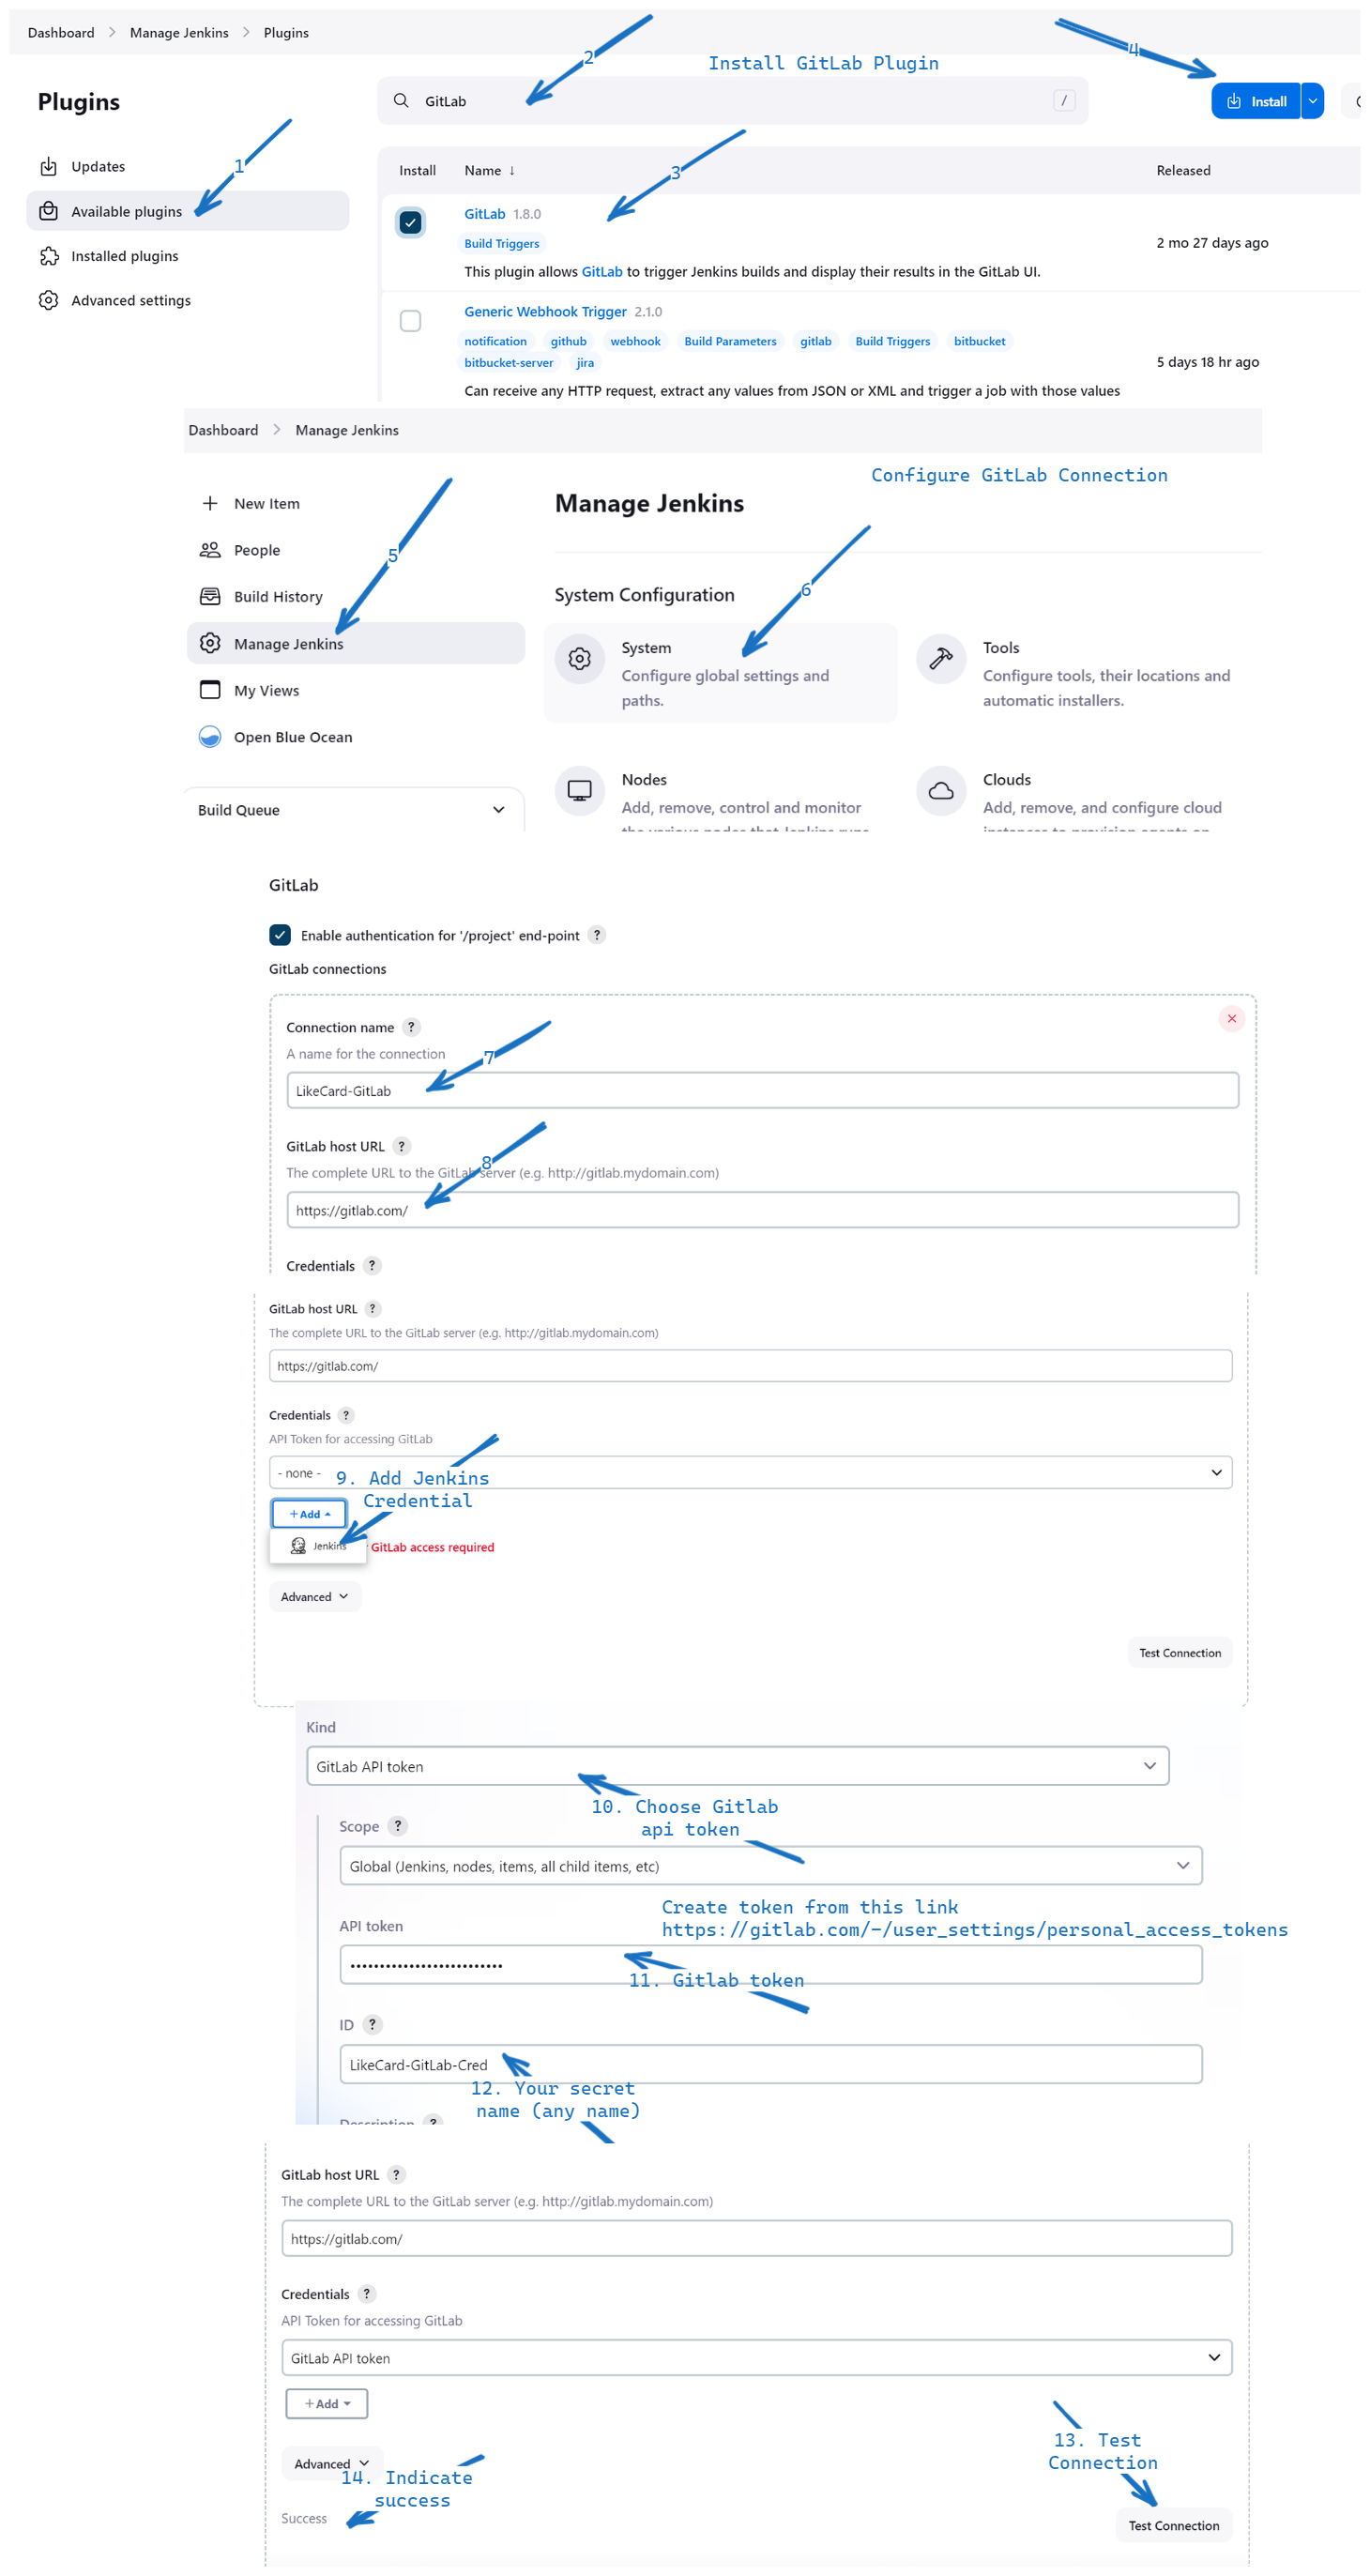 Dashboard > Manage Jenkins > Plugins
Install GitLab Plugin
Plugins
GitLab /
Install
Updates
Available plugins
Installed plugins
Advanced settings
1
2
3
4
Install Name ↓ Released
GitLab 1.8.0
Build Triggers
2 mo 27 days ago
This plugin allows GitLab to trigger Jenkins builds and display their results in the GitLab UI.
Generic Webhook Trigger 2.1.0
notification github webhook Build Parameters gitlab Build Triggers bitbucket
bitbucket-server jira
5 days 18 hr ago
Can receive any HTTP request, extract any values from JSON or XML and trigger a job with those values
Dashboard > Manage Jenkins
Configure GitLab Connection
New Item
People
Build History
Manage Jenkins
My Views
Open Blue Ocean
Build Queue
5
Manage Jenkins
6
System Configuration
System
Configure global settings and
paths.
Tools
Configure tools, their locations and
automatic installers.
Nodes
Add, remove, control and monitor
the various nodes that Jenkins runs
Clouds
Add, remove, and configure cloud
instances to provision agents on
GitLab
Enable authentication for '/project' end-point ?
GitLab connections
Connection name ?
A name for the connection
7
LikeCard-GitLab
GitLab host URL ?
The complete URL to the GitLab server (e.g. http://gitlab.mydomain.com)
8
https://gitlab.com/
Credentials ?
GitLab host URL ?
The complete URL to the GitLab server (e.g. http://gitlab.mydomain.com)
https://gitlab.com/
Credentials ?
API Token for accessing GitLab
- none -
9. Add Jenkins
Credential
+ Add
Jenkins
GitLab access required
Advanced
Test Connection
Kind
GitLab API token
10. Choose Gitlab
api token
Scope ?
Global (Jenkins, nodes, items, all child items, etc)
Create token from this link
https://gitlab.com/-/user_settings/personal_access_tokens
API token
••••••••••••••••••••••••••
11. Gitlab token
ID ?
LikeCard-GitLab-Cred
12. Your secret
name (any name)
Description ?
GitLab host URL ?
The complete URL to the GitLab server (e.g. http://gitlab.mydomain.com)
https://gitlab.com/
Credentials ?
API Token for accessing GitLab
GitLab API token
+ Add
13. Test
Connection
Advanced
14. Indicate
success
Success
Test Connection